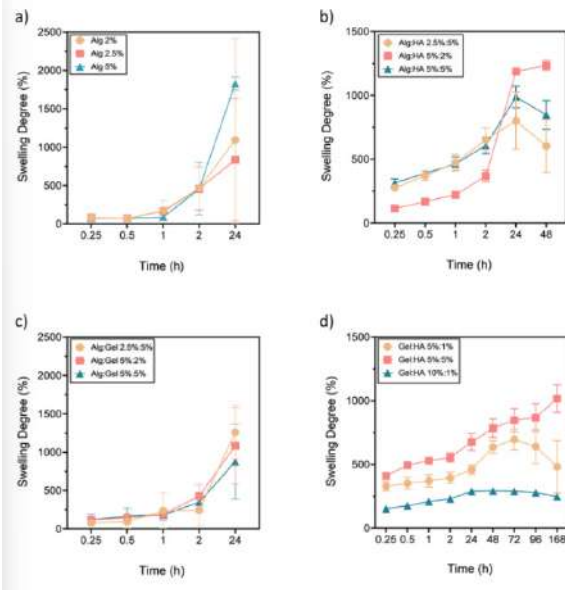 a)
2500
2000
1500
1000
500
0
Swelling Degree (%)
Alg 2%
Alg 2.5%
Alg 5%
0.25 0.5 1 2 24
Time (h)
b)
1500
1000
500
0
Swelling Degree (%)
Alg:HA 2.5%:5%
Alg:HA 5%:2%
Alg:HA 5%:5%
0.25 0.5 1 2 24 48
Time (h)
c)
2500
2000
1500
1000
500
0
Swelling Degree (%)
Alg:Gel 2.5%:5%
Alg:Gel 5%:2%
Alg:Gel 5%:5%
0.25 0.5 1 2 24
Time (h)
d)
1500
1000
500
0
Swelling Degree (%)
Gel:HA 5%:1%
Gel:HA 5%:5%
Gel:HA 10%:1%
0.25 0.5 1 2 24 48 72 96 168
Time (h)